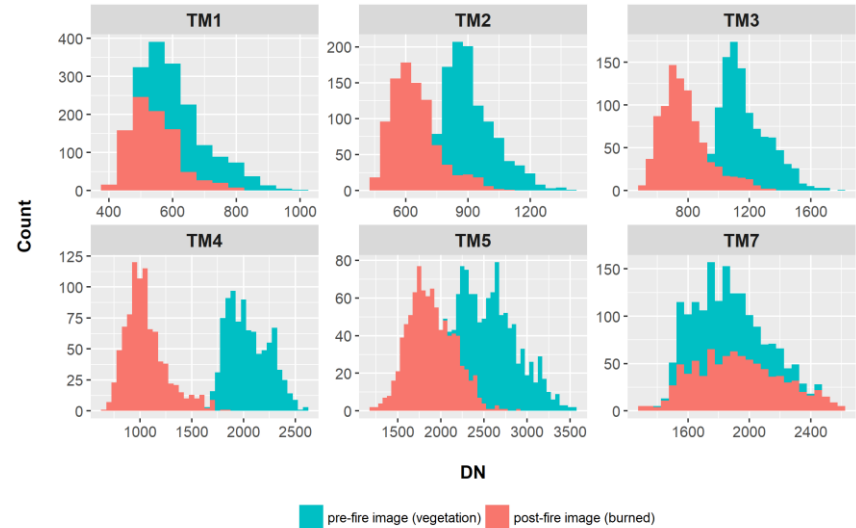 TM1 TM2 TM3
400
300
200
100
0
400 600 800 1000
200
150
100
50
0
600 900 1200
150
100
50
0
800 1200 1600
Count
TM4 TM5 TM7
125
100
75
50
25
0
1000 1500 2000 2500
80
60
40
20
0
1500 2000 2500 3000 3500
150
100
50
0
1600 2000 2400
DN
pre-fire image (vegetation) post-fire image (burned)